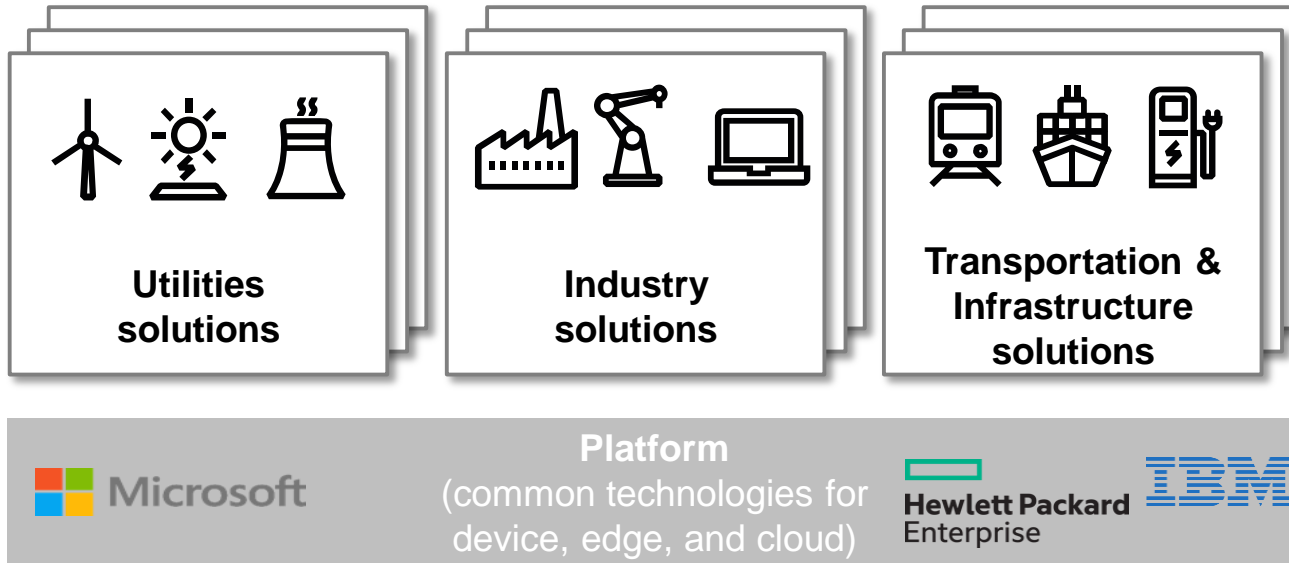 Utilities
solutions
Industry
solutions
Transportation &
Infrastructure
solutions
Microsoft
Platform
(common technologies for
device, edge, and cloud)
Hewlett Packard
Enterprise
IBM